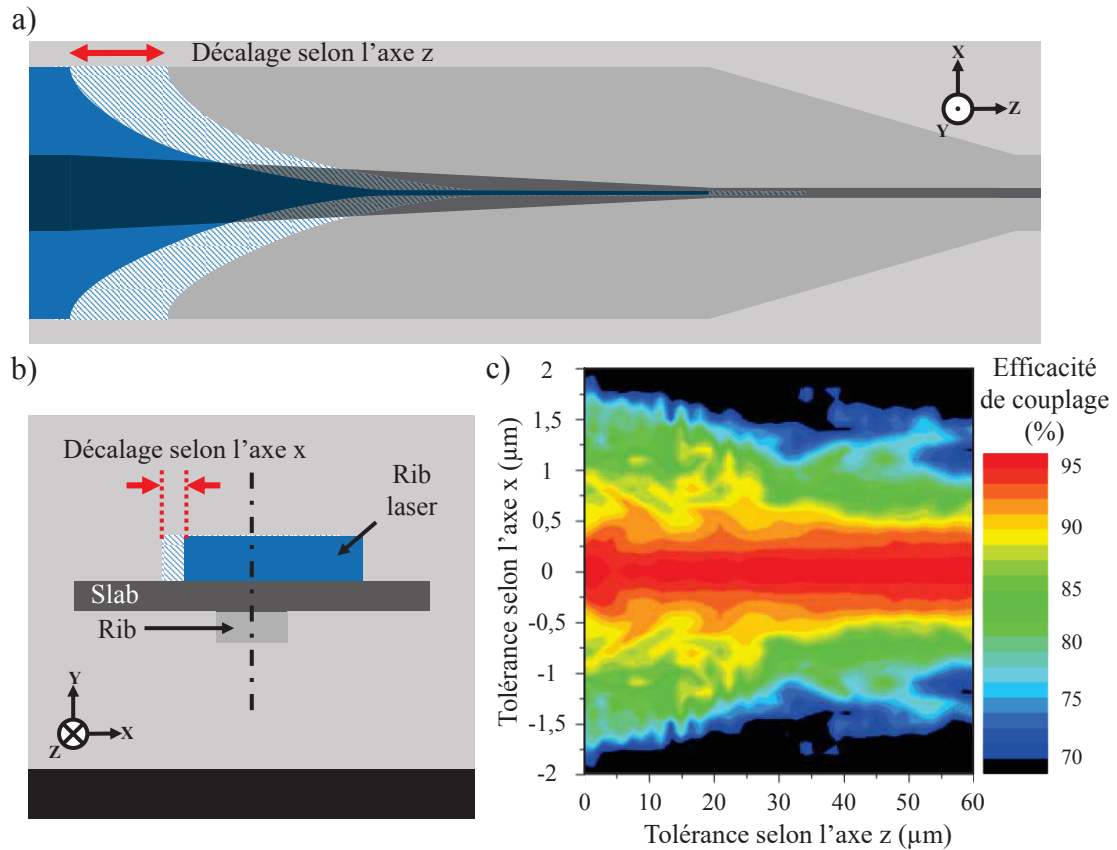 a)
Décalage selon l'axe z
X
Z
Y
b)
Décalage selon l'axe x
Rib
laser
Slab
Rib
Y
X
Z
c)
Efficacité
de couplage
(%)
Tolérance selon l'axe x (µm)
2
1,5
1
0,5
0
-0,5
-1
-1,5
-2
0
10
20
30
40
50
60
Tolérance selon l'axe z (µm)
95
90
85
80
75
70